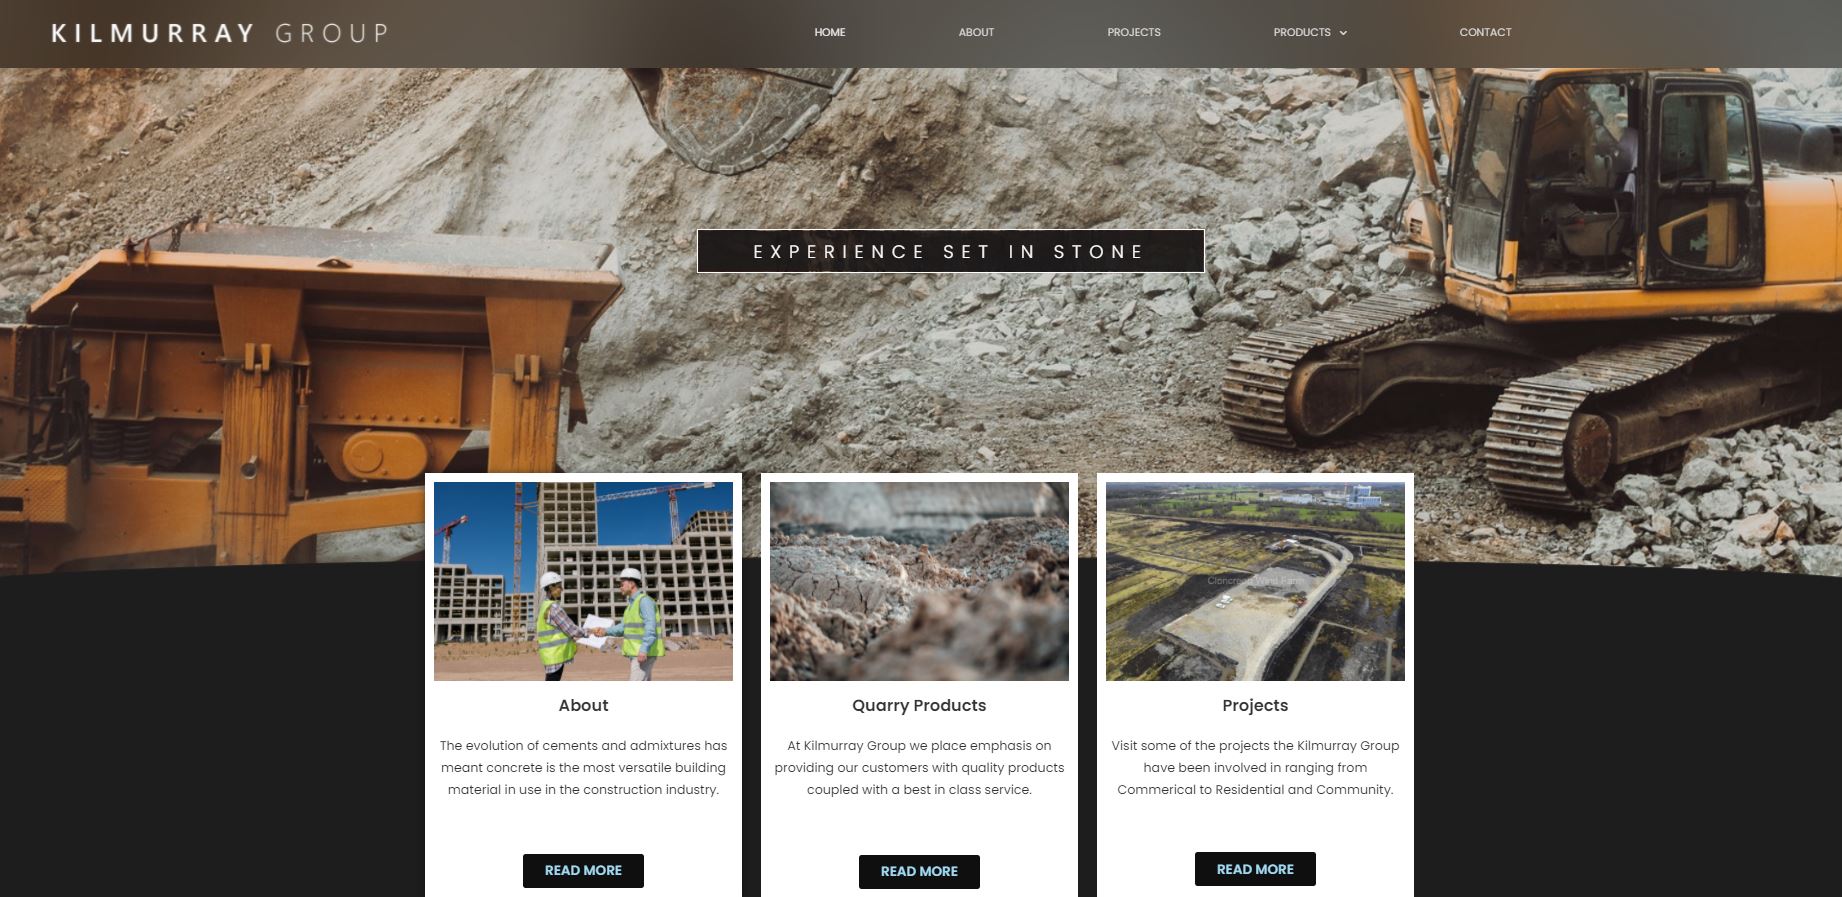 KILMURRAY GROUP
HOME ABOUT PROJECTS PRODUCTS CONTACT
EXPERIENCE SET IN STONE
Cloncreen Wind Farm
About
The evolution of cements and admixtures has
meant concrete is the most versatile building
material in use in the construction industry.
READ MORE
Quarry Products
At Kilmurray Group we place emphasis on
providing our customers with quality products
coupled with a best in class service.
READ MORE
Projects
Visit some of the projects the Kilmurray Group
have been involved in ranging from
Commerical to Residential and Community.
READ MORE